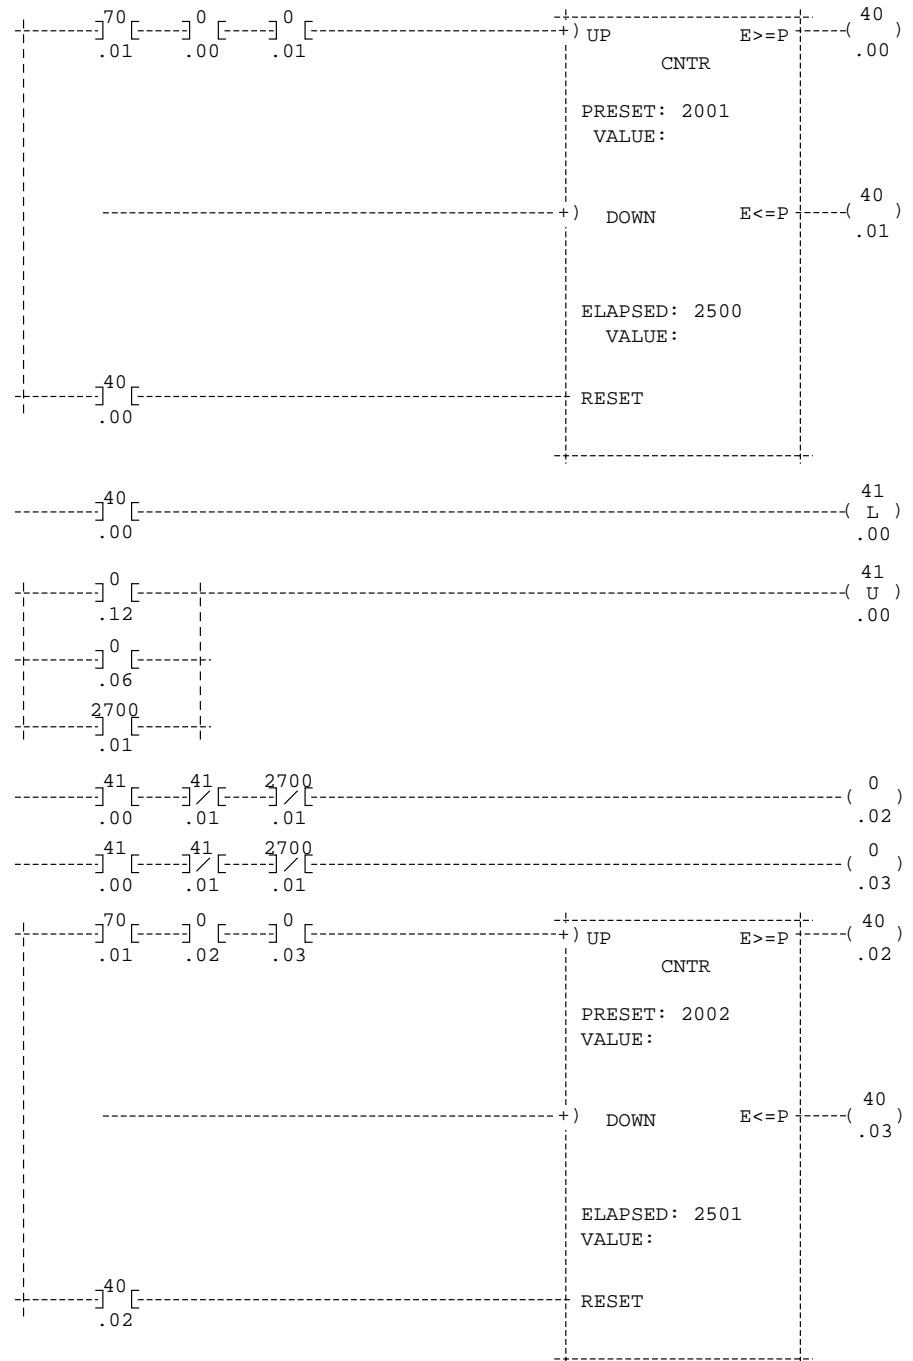 70 0 0 40
] [ ] [ ] [ +) UP E>=P ( )
.01 .00 .01 .00
CNTR
PRESET: 2001
VALUE:
40
+) DOWN E<=P ( )
.01
ELAPSED: 2500
VALUE:
40
] [ RESET
.00
40 41
] [ ( L )
.00 .00
0 41
] [ ( U )
.12 .00
0
] [
.06
2700
] [
.01
41 41 2700 0
] [ ]/[ ]/[ ( )
.00 .01 .01 .02
41 41 2700 0
] [ ]/[ ]/[ ( )
.00 .01 .01 .03
70 0 0 40
] [ ] [ ] [ +) UP E>=P ( )
.01 .02 .03 .02
CNTR
PRESET: 2002
VALUE:
40
+) DOWN E<=P ( )
.03
ELAPSED: 2501
VALUE:
40
] [ RESET
.02